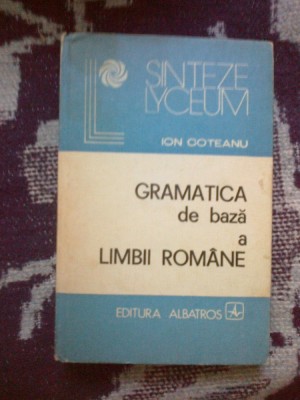 SINTEZE
LYCEUM
ION COTEANU
GRAMATICA
de bază
a
LIMBII ROMÂNE
EDITURA ALBATROS